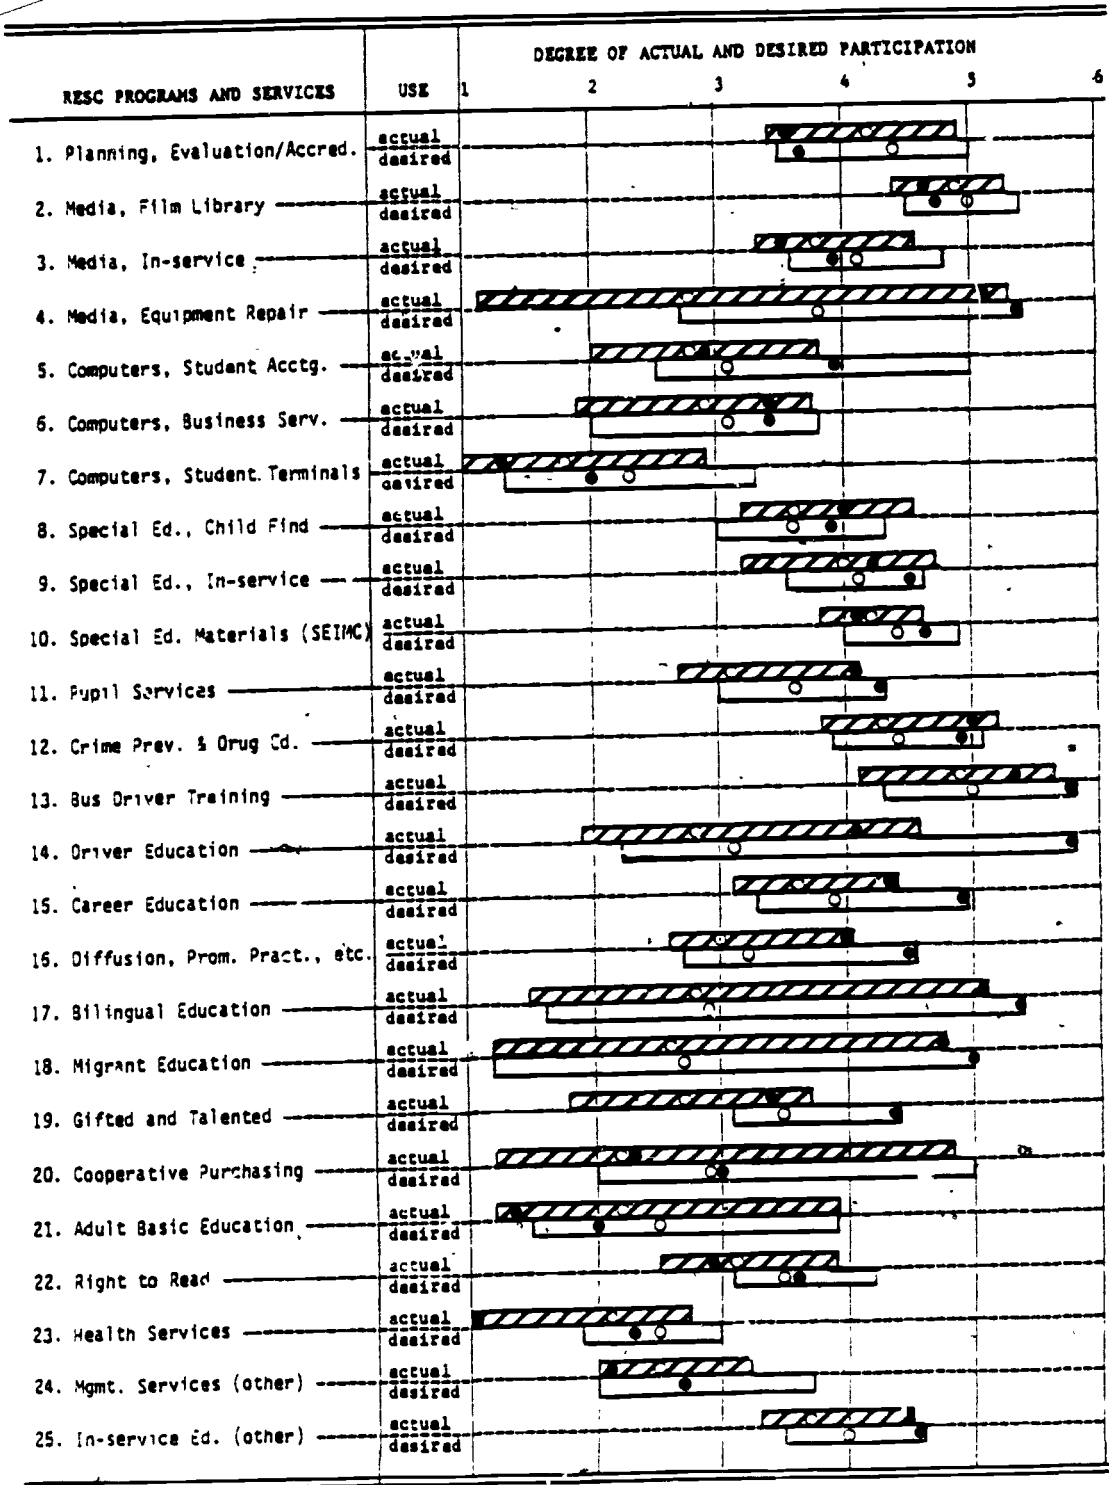 DEGREE OF ACTUAL AND DESIRED PARTICIPATION
RESC PROGRAMS AND SERVICES USE 1 2 3 4 5 6
1. Planning, Evaluation/Accred. actual
desired
2. Media, Film Library actual
desired
3. Media, In-service actual
desired
4. Media, Equipment Repair actual
desired
5. Computers, Student Acctg. actual
desired
6. Computers, Business Serv. actual
desired
7. Computers, Student Terminals actual
desired
8. Special Ed., Child Find actual
desired
9. Special Ed., In-service actual
desired
10. Special Ed. Materials (SEIMC) actual
desired
11. Pupil Services actual
desired
12. Crime Prev. & Drug Ed. actual
desired
13. Bus Driver Training actual
desired
14. Driver Education actual
desired
15. Career Education actual
desired
16. Diffusion, Prom. Pract., etc. actual
desired
17. Bilingual Education actual
desired
18. Migrant Education actual
desired
19. Gifted and Talented actual
desired
20. Cooperative Purchasing actual
desired
21. Adult Basic Education actual
desired
22. Right to Read actual
desired
23. Health Services actual
desired
24. Mgmt. Services (other) actual
desired
25. In-service Ed. (other) actual
desired